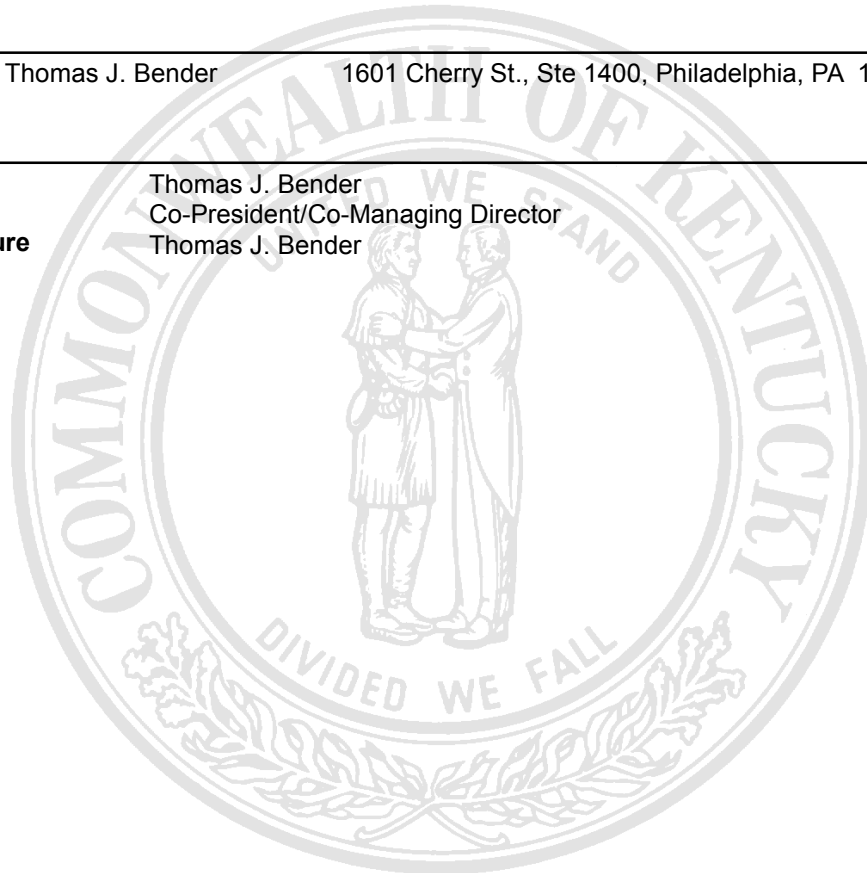 Thomas J. Bender 1601 Cherry St., Ste 1400, Philadelphia, PA 1
Thomas J. Bender
Co-President/Co-Managing Director
ure Thomas J. Bender
COMMONWEALTH OF KENTUCKY
UNITED WE STAND
DIVIDED WE FALL